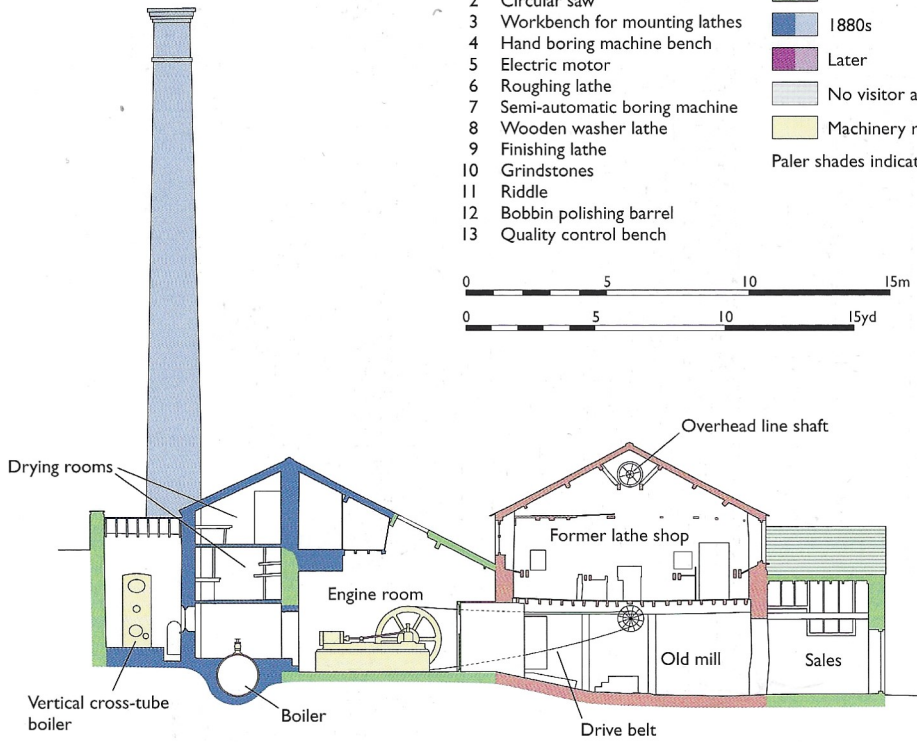 2 Circular saw
3 Workbench for mounting lathes
4 Hand boring machine bench
5 Electric motor
6 Roughing lathe
7 Semi-automatic boring machine
8 Wooden washer lathe
9 Finishing lathe
10 Grindstones
11 Riddle
12 Bobbin polishing barrel
13 Quality control bench
1880s
Later
No visitor a
Machinery
Paler shades indicat
0 5 10 15m
0 5 10 15yd
Overhead line shaft
Drying rooms
Former lathe shop
Engine room
Old mill
Sales
Vertical cross-tube
boiler
Boiler
Drive belt